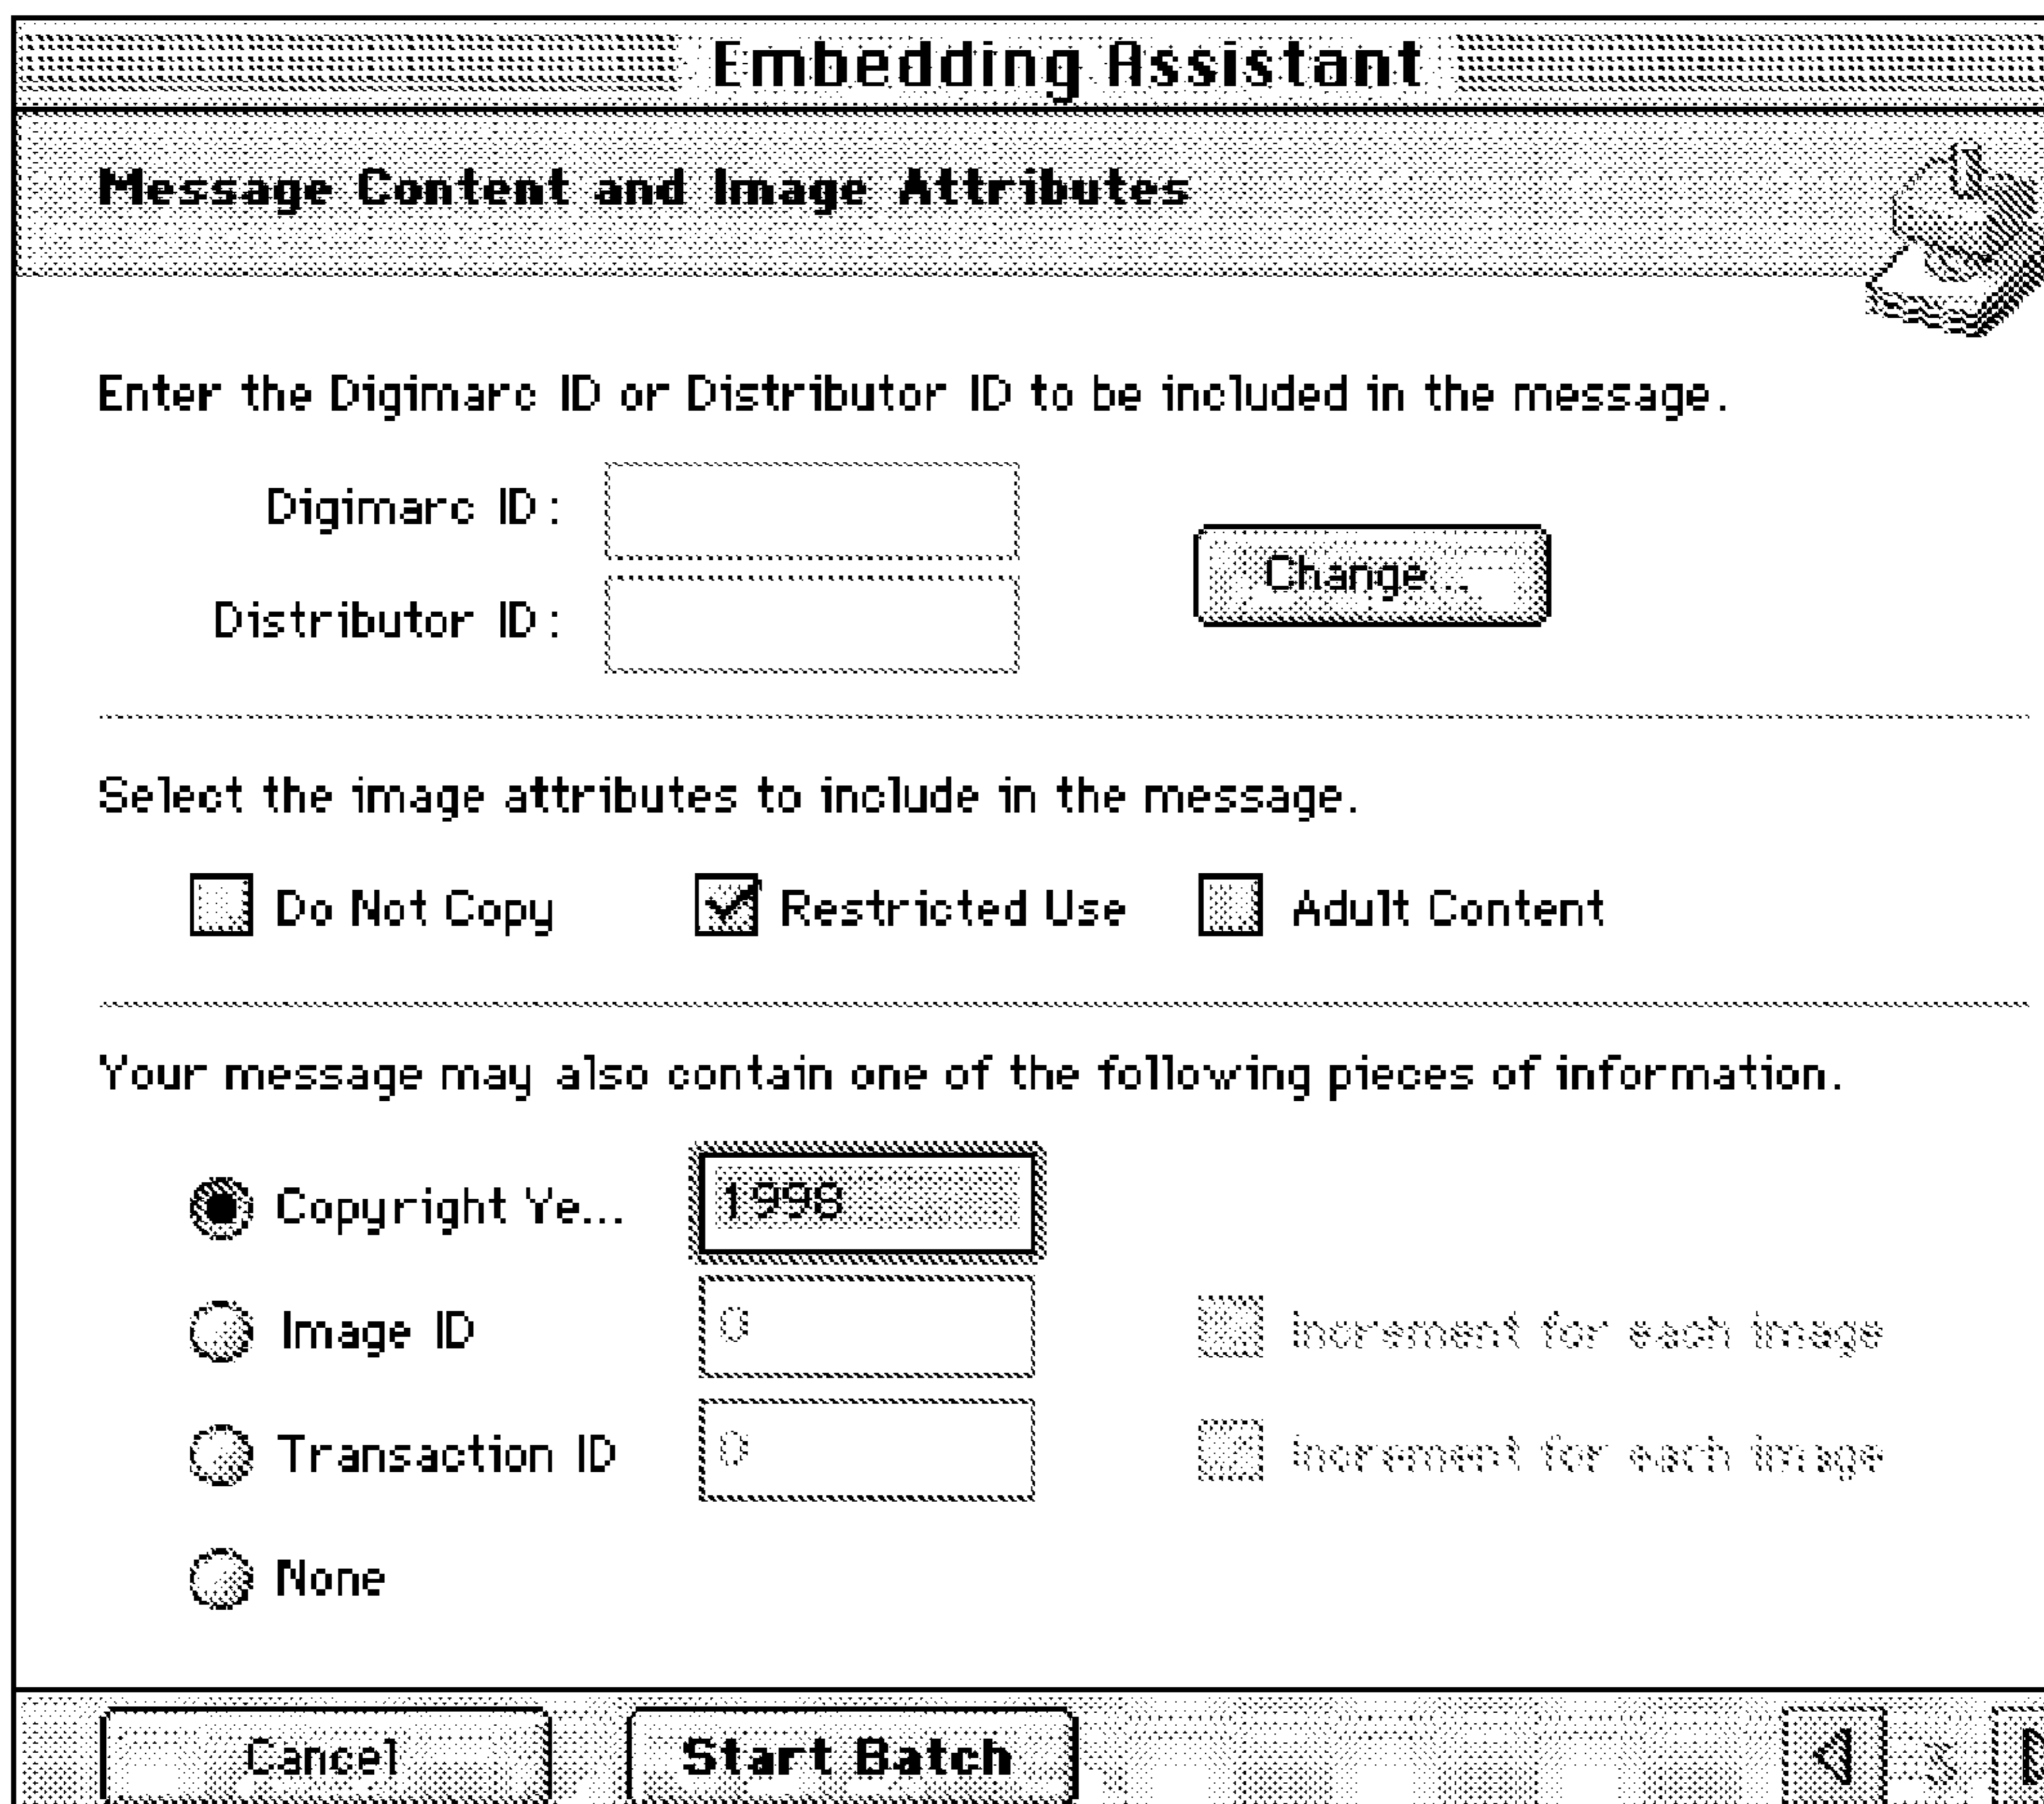 Embedding Assistant
Message Content and Image Attributes
Enter the Digimarc ID or Distributor ID to be included in the message.
Digimarc ID:
Change...
Distributor ID:
Select the image attributes to include in the message.
Do Not Copy Restricted Use Adult Content
Your message may also contain one of the following pieces of information.
Copyright Ye... 1998
Image ID 0 Increment for each image
Transaction ID 0 Increment for each image
None
Cancel Start Batch 3